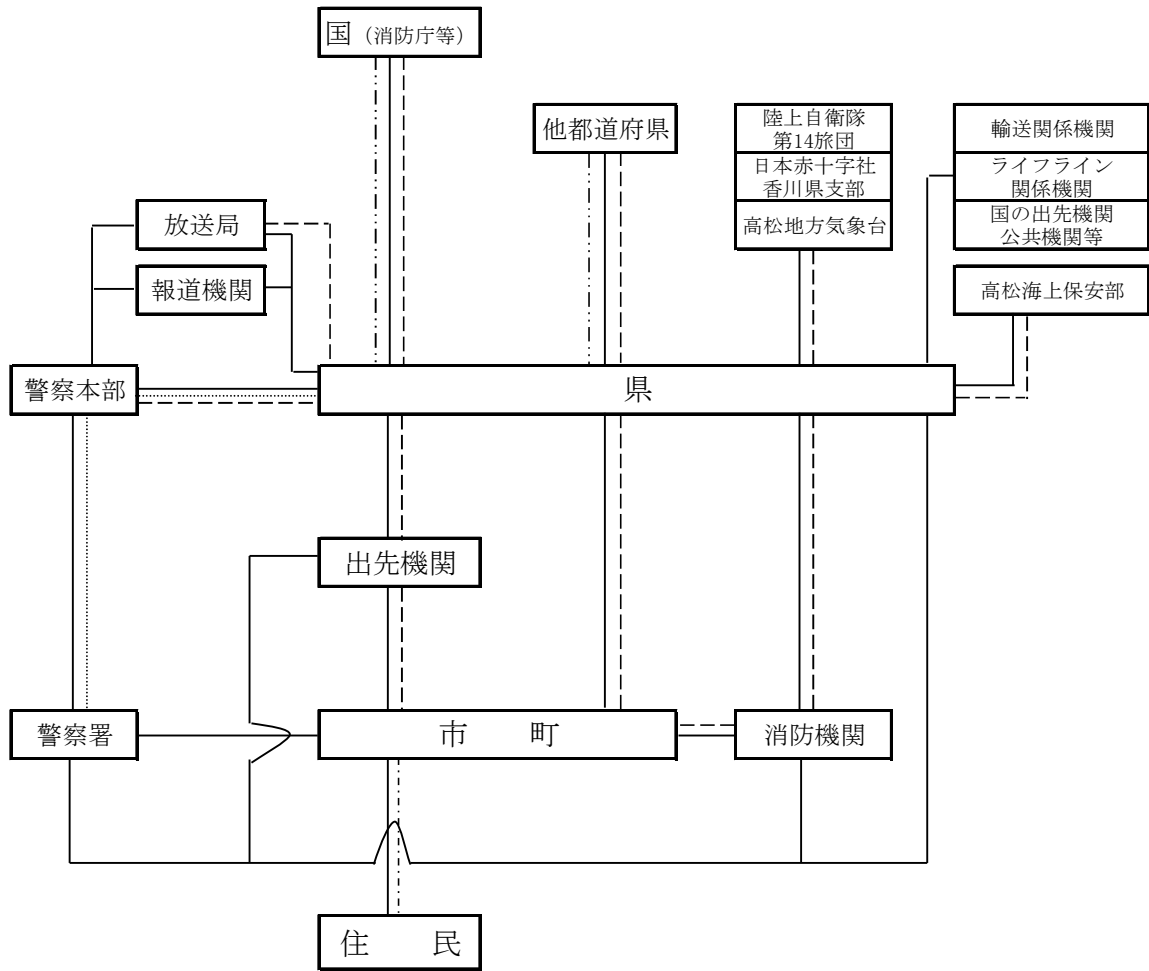 国（消防庁等）
他都道府県
陸上自衛隊
第14旅団
日本赤十字社
香川県支部
高松地方気象台
輸送関係機関
ライフライン
関係機関
国の出先機関
公共機関等
放送局
報道機関
高松海上保安部
警察本部
県
出先機関
警察署
市　　町
消防機関
住　　民